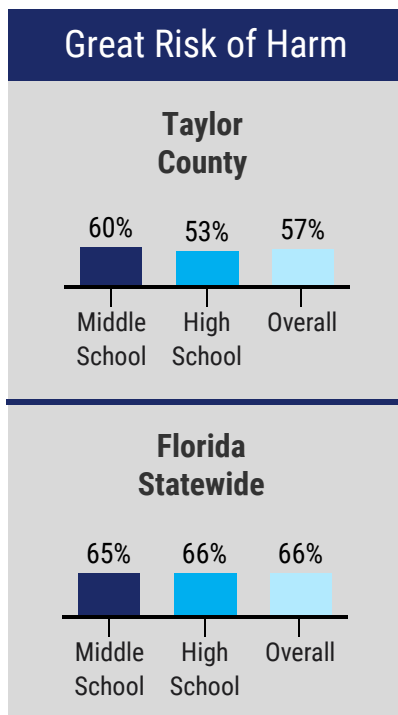 Great Risk of Harm
Taylor
County
60% 53% 57%
Middle High Overall
School School
Florida
Statewide
65% 66% 66%
Middle High Overall
School School